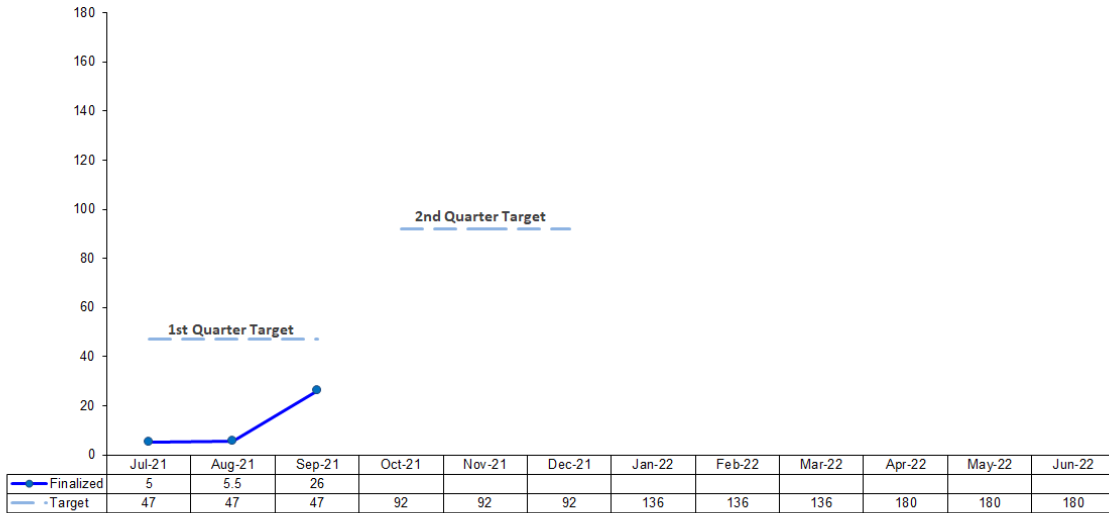 180
160
140
120
100
2nd Quarter Target
80
60
1st Quarter Target
40
20
0
Jul-21 Aug-21 Sep-21 Oct-21 Nov-21 Dec-21 Jan-22 Feb-22 Mar-22 Apr-22 May-22 Jun-22
Finalized 5 5.5 26
Target 47 47 47 92 92 92 136 136 136 180 180 180